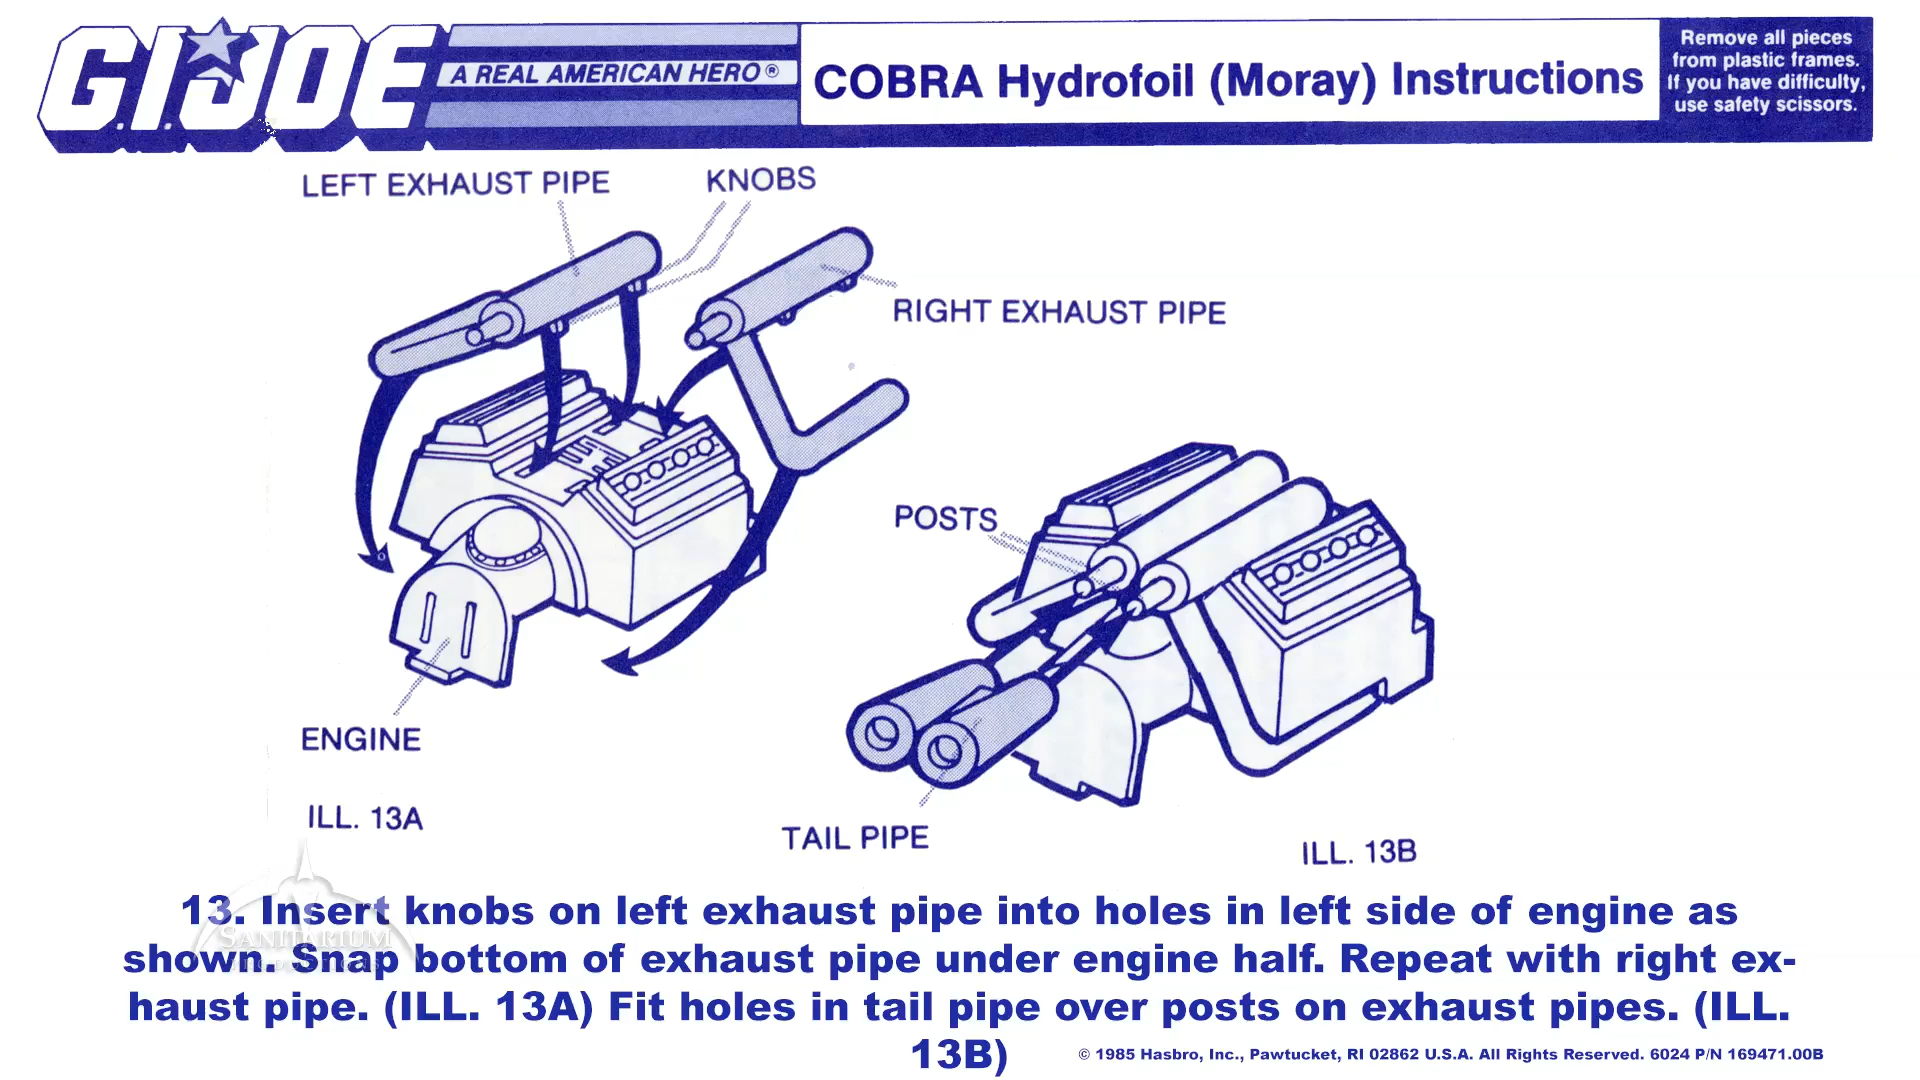 G.I. JOE
A REAL AMERICAN HERO®
COBRA Hydrofoil (Moray) Instructions
Remove all pieces
from plastic frames.
If you have difficulty,
use safety scissors.
LEFT EXHAUST PIPE
KNOBS
RIGHT EXHAUST PIPE
POSTS
ENGINE
ILL. 13A
TAIL PIPE
ILL. 13B
13. Insert knobs on left exhaust pipe into holes in left side of engine as
shown. Snap bottom of exhaust pipe under engine half. Repeat with right ex-
haust pipe. (ILL. 13A) Fit holes in tail pipe over posts on exhaust pipes. (ILL.
13B)
SANITARIUM
© 1985 Hasbro, Inc., Pawtucket, RI 02862 U.S.A. All Rights Reserved. 6024 P/N 169471.00B